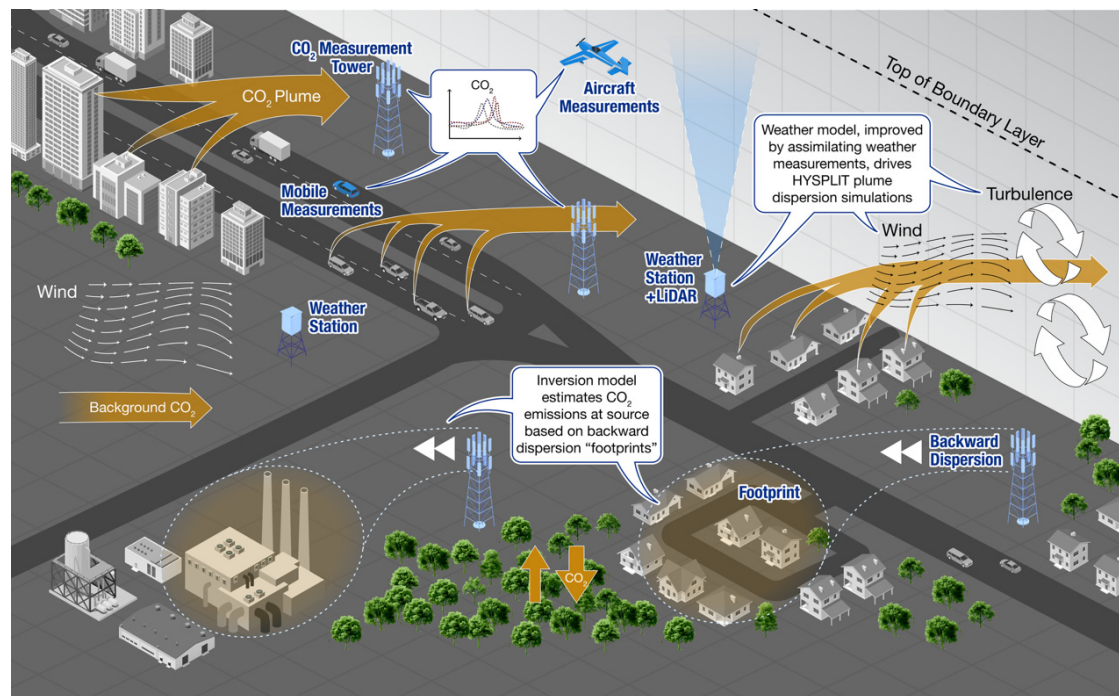 CO₂ Measurement
Tower
CO₂ Plume
CO₂
Aircraft
Measurements
Top of Boundary Layer
Weather model, improved
by assimilating weather
measurements, drives
HYSPLIT plume
dispersion simulations
Turbulence
Mobile
Measurements
Wind
Weather
Station
+LiDAR
Wind
Weather
Station
Background CO₂
Inversion model
estimates CO₂
emissions at source
based on backward
dispersion “footprints”
Backward
Dispersion
Footprint
CO₂